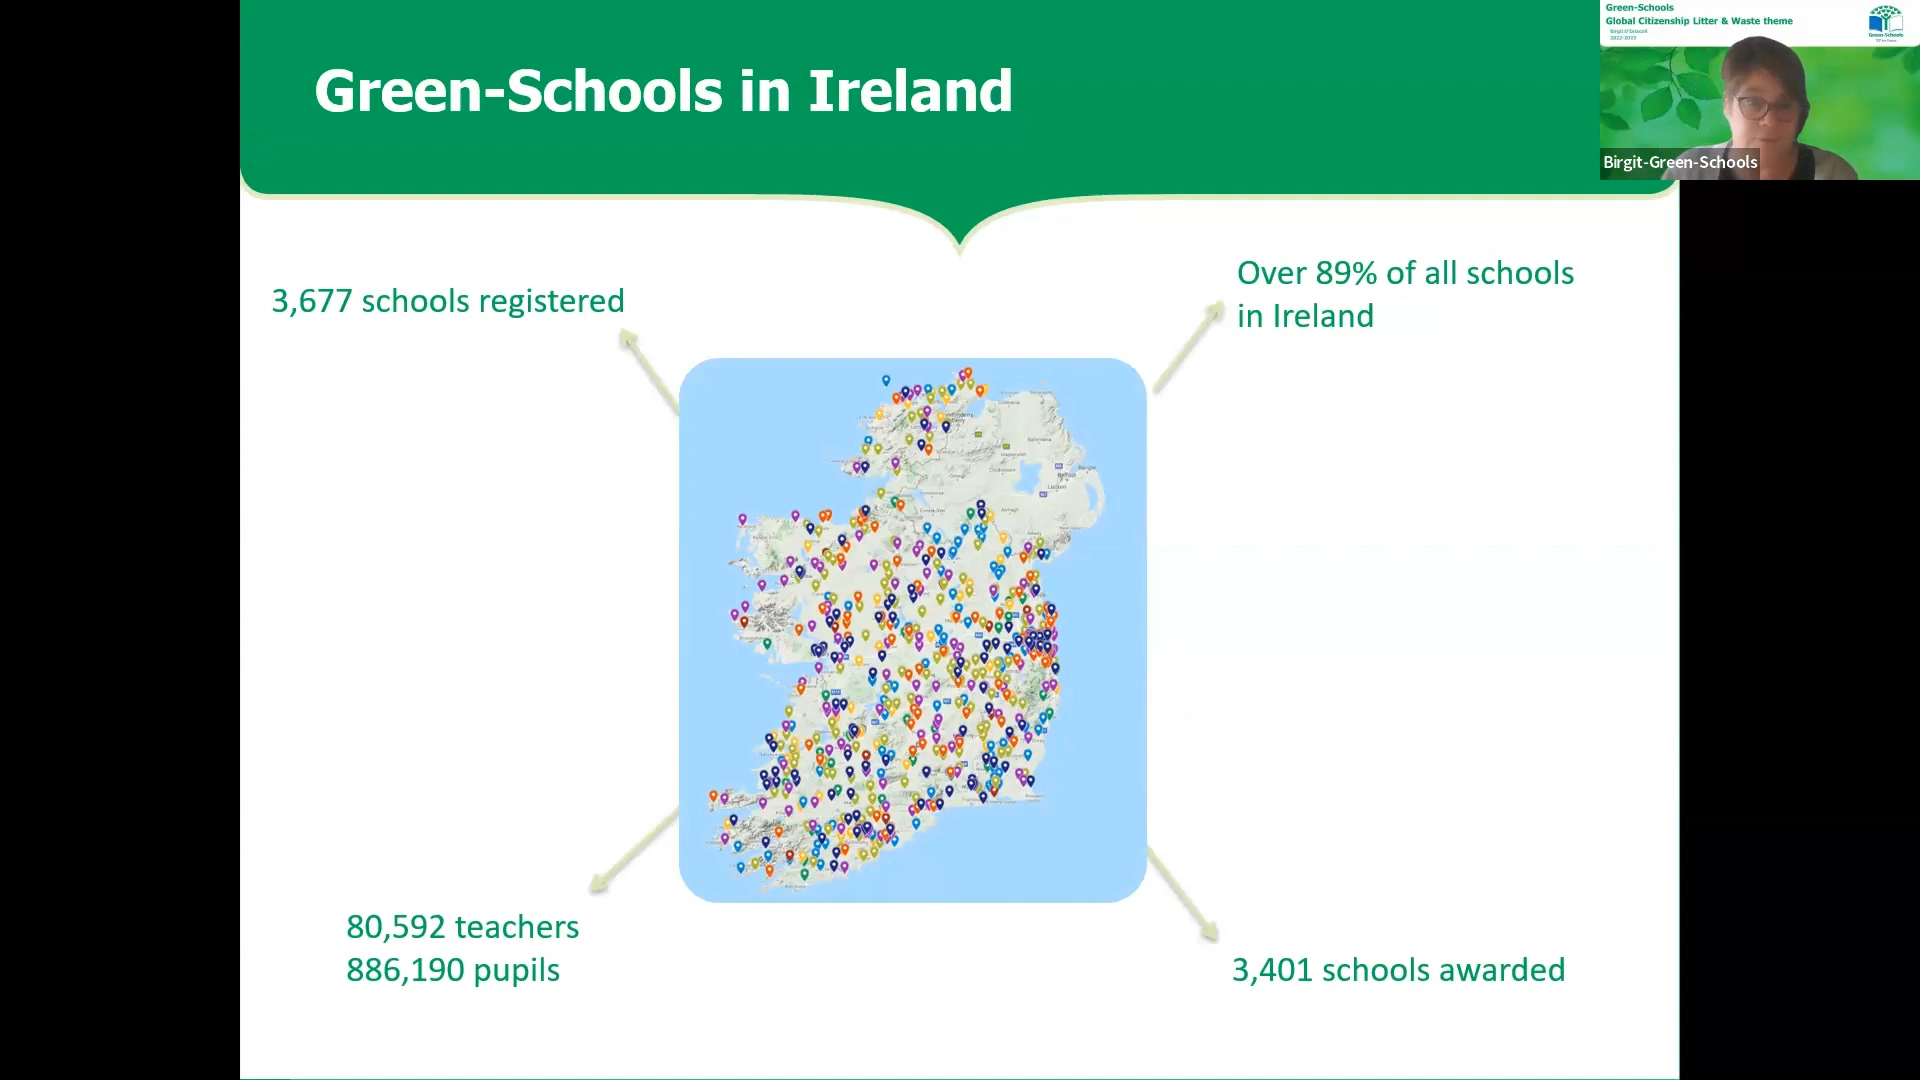 Green-Schools in Ireland
Green-Schools
Global Citizenship Litter & Waste theme
Birgit O'Driscoll
2022-2023
Green-Schools
Birgit-Green-Schools
3,677 schools registered
Over 89% of all schools
in Ireland
80,592 teachers
886,190 pupils
3,401 schools awarded